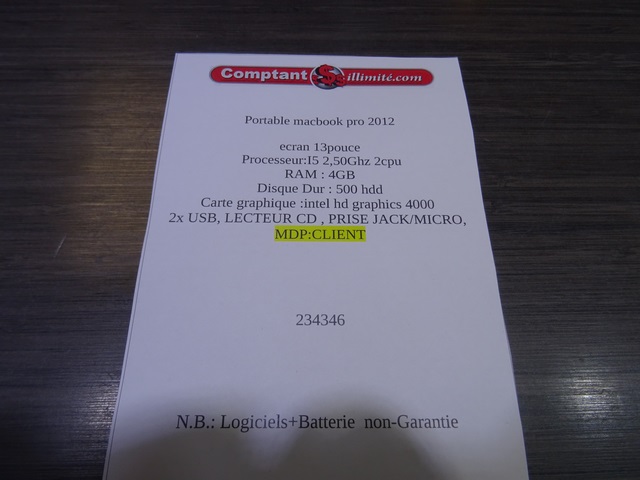 Comptant $ illimité.com
Portable macbook pro 2012
ecran 13pouce
Processeur:I5 2,50Ghz 2cpu
RAM : 4GB
Disque Dur : 500 hdd
Carte graphique :intel hd graphics 4000
2x USB, LECTEUR CD , PRISE JACK/MICRO,
MDP:CLIENT
234346
N.B.: Logiciels+Batterie non-Garantie